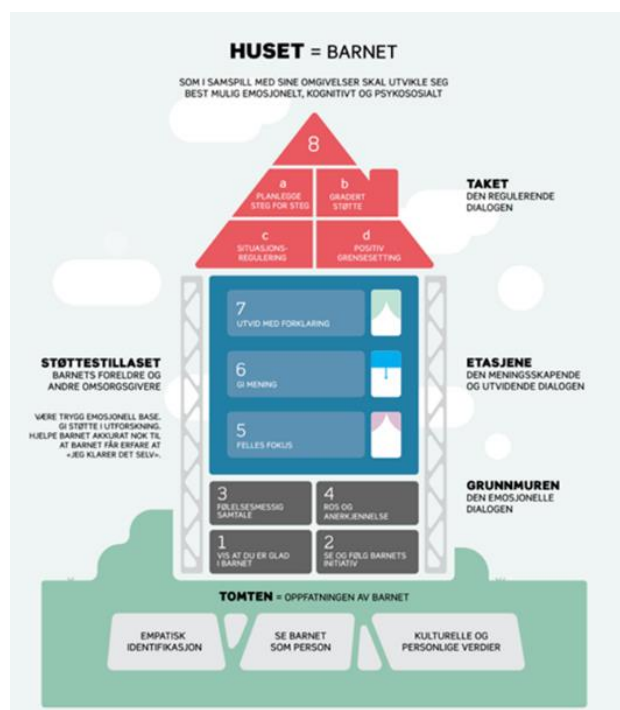 HUSET = BARNET
SOM I SAMSPILL MED SINE OMGIVELSER SKAL UTVIKLE SEG
BEST MULIG EMOSJONELT, KOGNITIVT OG PSYKOSOSIALT
8
a
PLANLEGGE
STEG FOR STEG
b
GRADERT
STØTTE
c
SITUASJONS-
REGULERING
d
POSITIV
GRENSESETTING
TAKET
DEN REGULERENDE
DIALOGEN
7
UTVID MED FORKLARING
6
GI MENING
5
FELLES FOKUS
STØTTESTILLASET
BARNETS FORELDRE OG
ANDRE OMSORGSGIVERE
VÆRE TRYGG EMOSJONELL BASE.
GI STØTTE I UTFORSKNING.
HJELPE BARNET AKKURAT NOK TIL
AT BARNET FÅR ERFARE AT
«JEG KLARER DET SELV».
ETASJENE
DEN MENINGSSKAPENDE
OG UTVIDENDE DIALOGEN
GRUNNMUREN
DEN EMOSJONELLE
DIALOGEN
3
FØLELSESMESSIG
SAMTALE
4
ROS OG
ANERKJENNELSE
1
VIS AT DU ER GLAD
I BARNET
2
SE OG FØLG BARNETS
INITIATIV
TOMTEN = OPPFATNINGEN AV BARNET
EMPATISK
IDENTIFIKASJON
SE BARNET
SOM PERSON
KULTURELLE OG
PERSONLIGE VERDIER